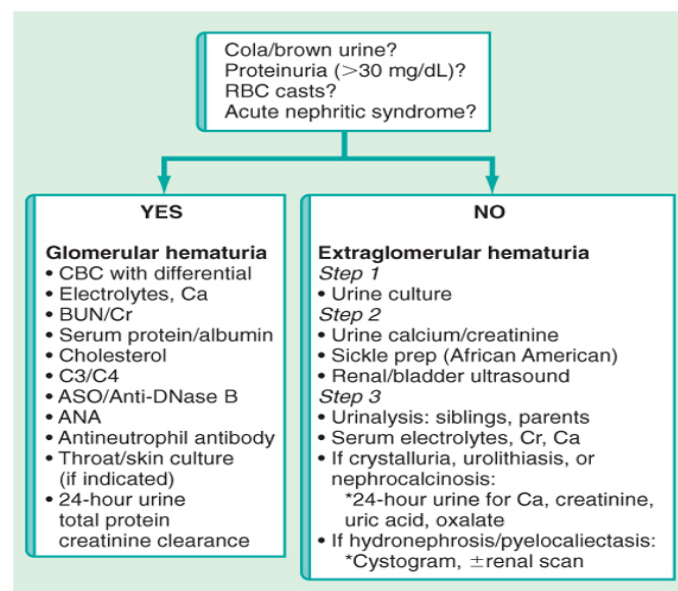 Cola/brown urine?
Proteinuria (>30 mg/dL)?
RBC casts?
Acute nephritic syndrome?
YES
Glomerular hematuria
• CBC with differential
• Electrolytes, Ca
• BUN/Cr
• Serum protein/albumin
• Cholesterol
• C3/C4
• ASO/Anti-DNase B
• ANA
• Antineutrophil antibody
• Throat/skin culture
(if indicated)
• 24-hour urine
total protein
creatinine clearance
NO
Extraglomerular hematuria
Step 1
• Urine culture
Step 2
• Urine calcium/creatinine
• Sickle prep (African American)
• Renal/bladder ultrasound
Step 3
• Urinalysis: siblings, parents
• Serum electrolytes, Cr, Ca
• If crystalluria, urolithiasis, or
nephrocalcinosis:
*24-hour urine for Ca, creatinine,
uric acid, oxalate
• If hydronephrosis/pyelocaliectasis:
*Cystogram, ±renal scan